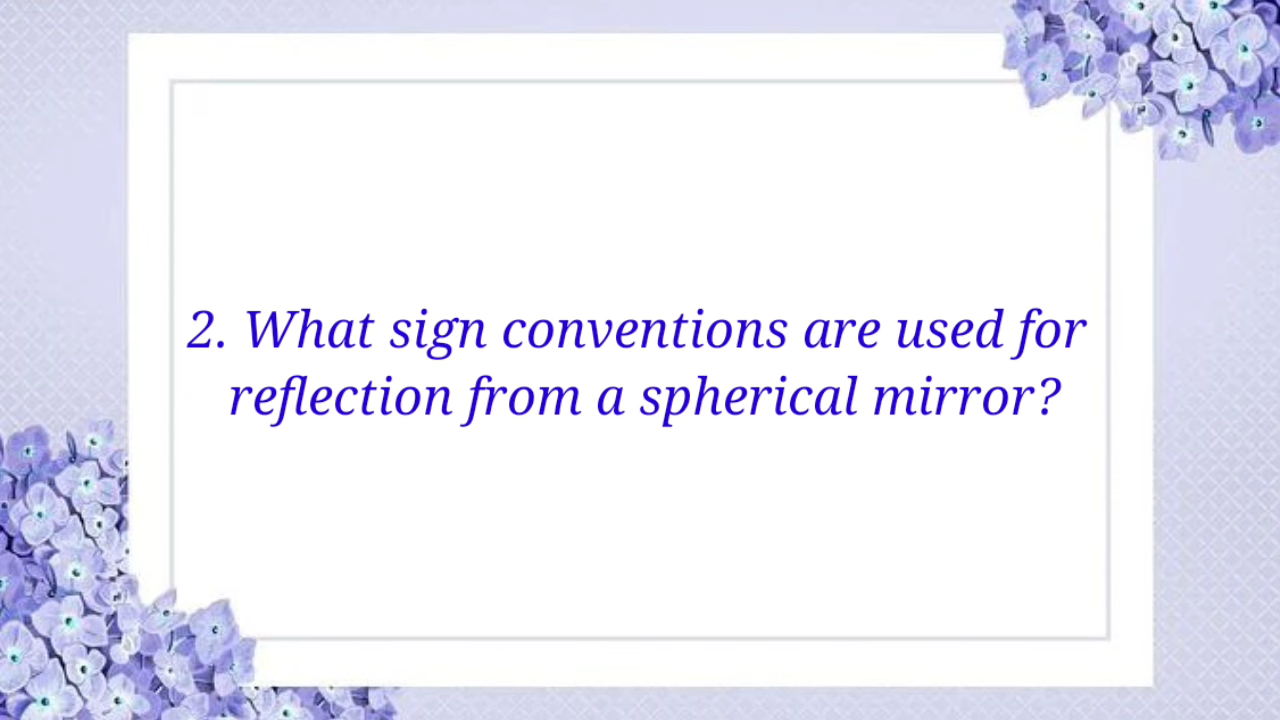 2. What sign conventions are used for
reflection from a spherical mirror?